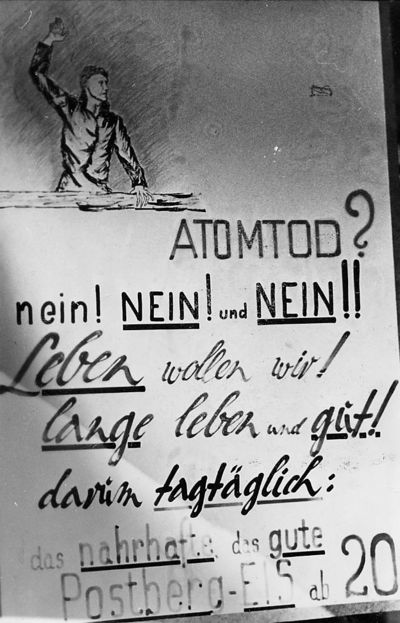 ATOMTOD?
nein! NEIN! und NEIN!!
Leben wollen wir!
lange leben und gut!
darum tagtäglich:
das nahrhafte, das gute
Postberg-EIS ab 20